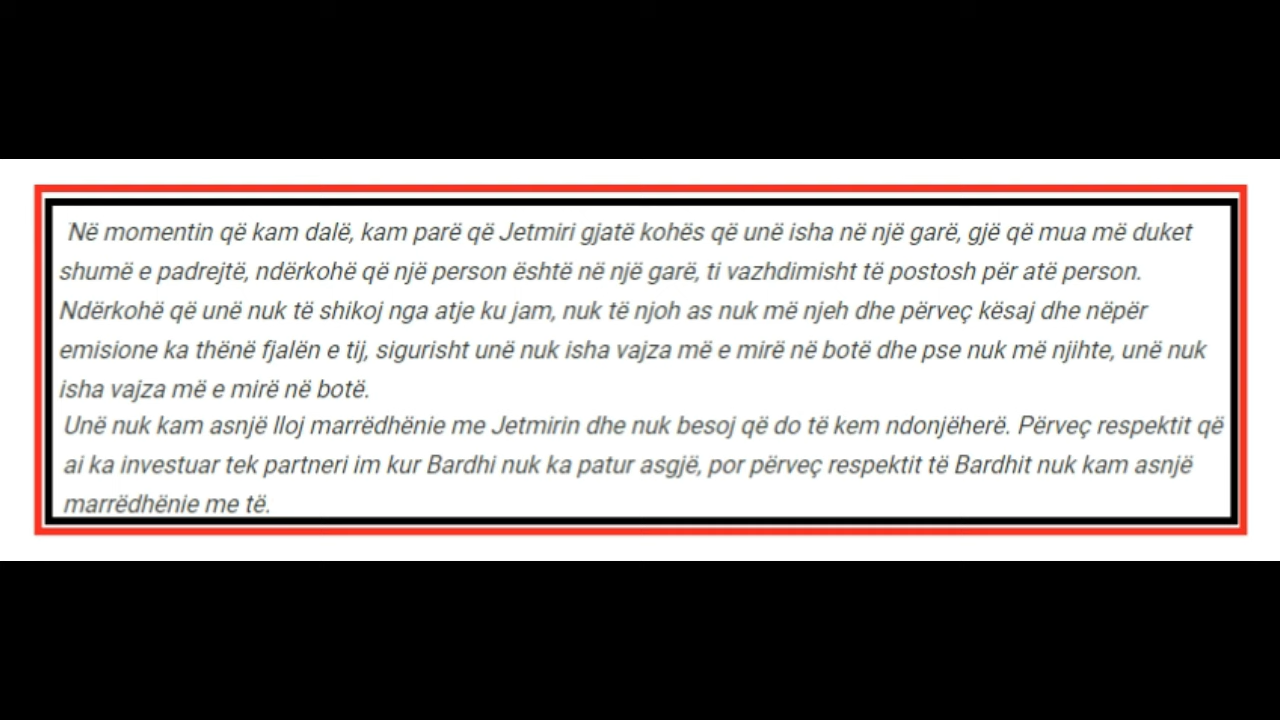 'Në momentin që kam dalë, kam parë që Jetmiri gjatë kohës që unë isha në një garë, gjë që mua më duket
shumë e padrejtë, ndërkohë që një person është në një garë, ti vazhdimisht të postosh për atë person.
Ndërkohë që unë nuk të shikoj nga atje ku jam, nuk të njoh as nuk më njeh dhe përveç kësaj dhe nëpër
emisione ka thënë fjalën e tij, sigurisht unë nuk isha vajza më e mirë në botë dhe pse nuk më njihte, unë nuk
isha vajza më e mirë në botë.
Unë nuk kam asnjë lloj marrëdhënie me Jetmirin dhe nuk besoj që do të kem ndonjëherë. Përveç respektit që
ai ka investuar tek partneri im kur Bardhi nuk ka patur asgjë, por përveç respektit të Bardhit nuk kam asnjë
marrëdhënie me të.